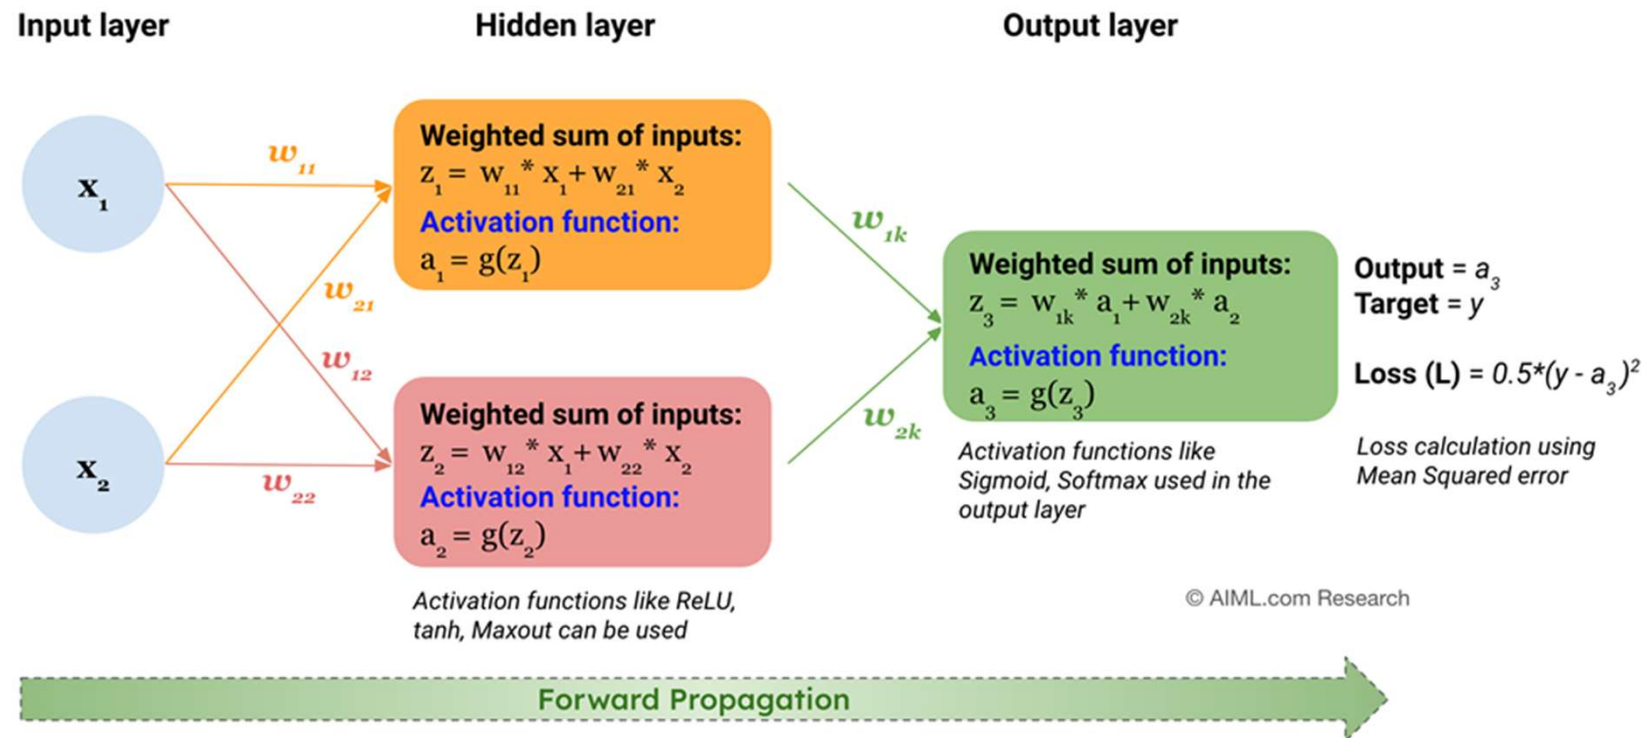 Input layer
Hidden layer
Output layer
x₁
x₂
w₁₁
w₂₁
w₁₂
w₂₂
Weighted sum of inputs:
z₁ = w₁₁* x₁+w₂₁* x₂
Activation function:
a₁ = g(z₁)
Weighted sum of inputs:
z₂ = w₁₂* x₁+w₂₂* x₂
Activation function:
a₂ = g(z₂)
Activation functions like ReLU,
tanh, Maxout can be used
w₁ₖ
w₂ₖ
Weighted sum of inputs:
z₃ = w₁ₖ* a₁+w₂ₖ* a₂
Activation function:
a₃ = g(z₃)
Activation functions like
Sigmoid, Softmax used in the
output layer
Output = a₃
Target = y
Loss (L) = 0.5*(y - a₃)²
Loss calculation using
Mean Squared error
© AIML.com Research
Forward Propagation